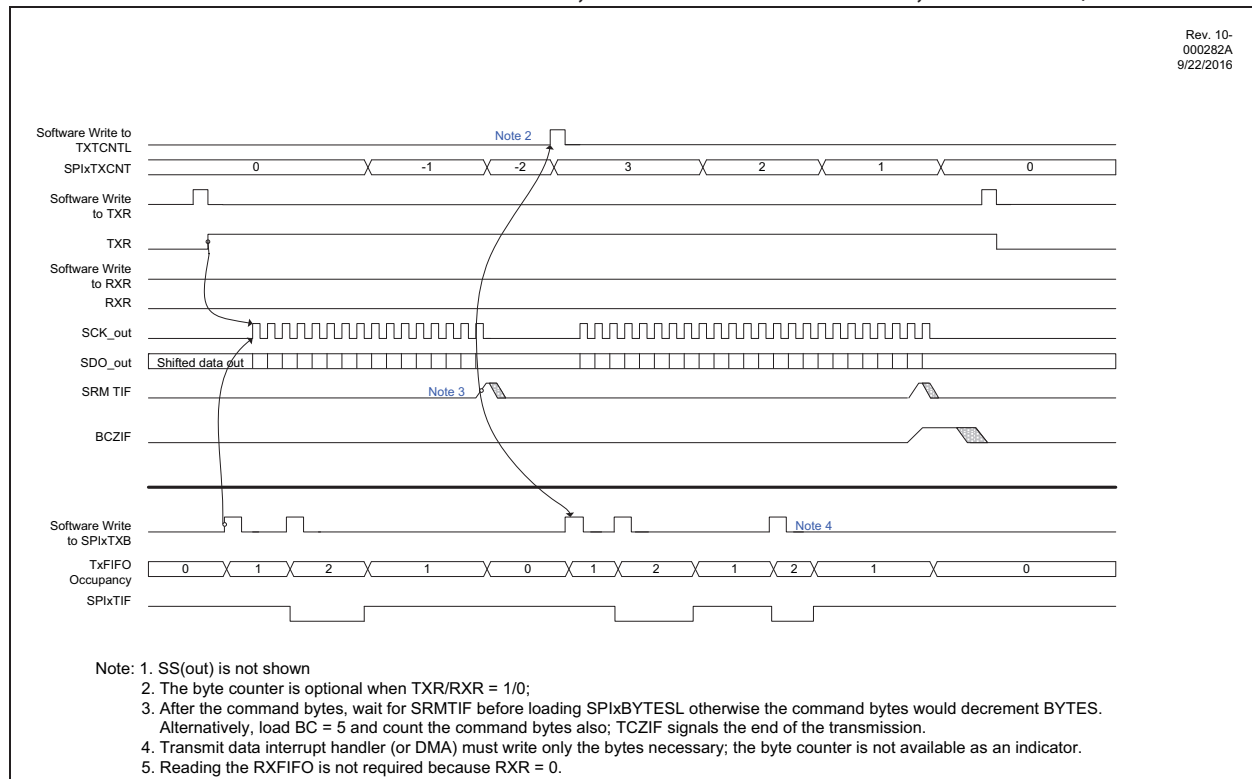 Rev. 10-
000282A
9/22/2016
Software Write to
TXTCNTL
Note 2
SPIxTXCNT
0 -1 -2 3 2 1 0
Software Write
to TXR
TXR
Software Write
to RXR
RXR
SCK_out
SDO_out
Shifted data out
SRM TIF
Note 3
BCZIF
Software Write
to SPIxTXB
Note 4
TxFIFO
Occupancy
0 1 2 1 0 1 2 1 2 1 0
SPIxTIF
Note: 1. SS(out) is not shown
2. The byte counter is optional when TXR/RXR = 1/0;
3. After the command bytes, wait for SRMTIF before loading SPIxBYTESL otherwise the command bytes would decrement BYTES.
Alternatively, load BC = 5 and count the command bytes also; TCZIF signals the end of the transmission.
4. Transmit data interrupt handler (or DMA) must write only the bytes necessary; the byte counter is not available as an indicator.
5. Reading the RXFIFO is not required because RXR = 0.